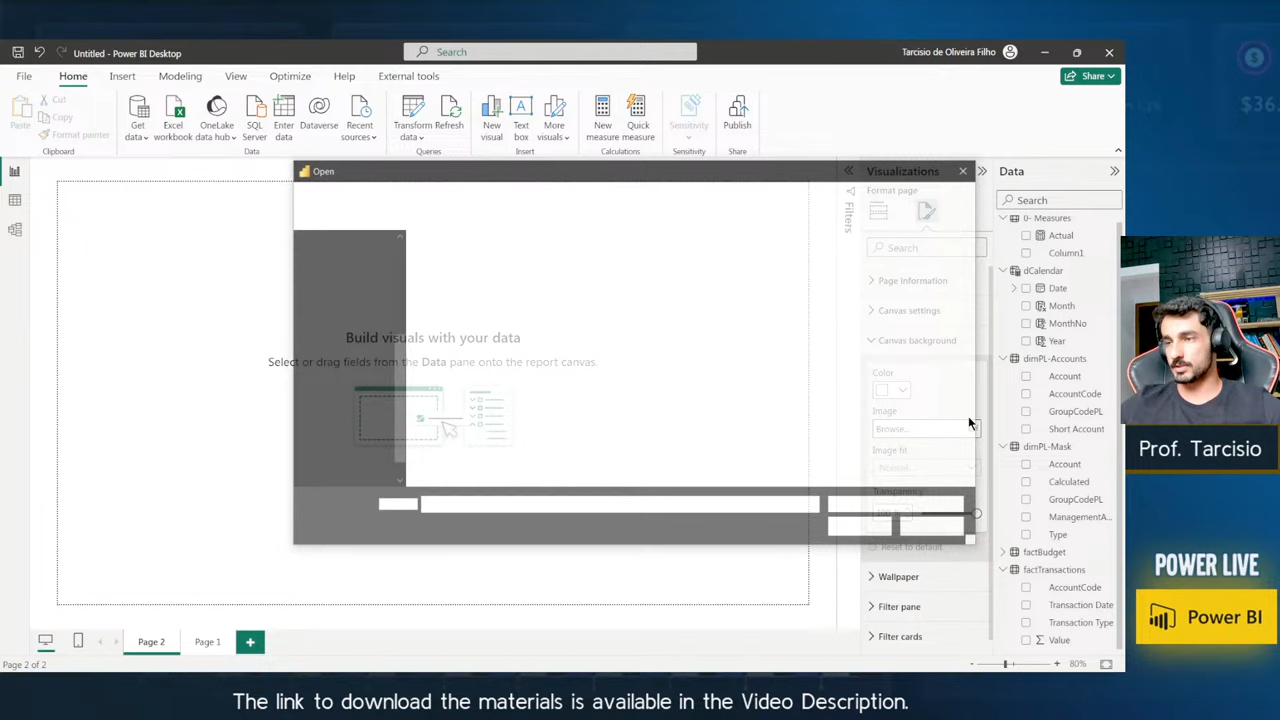 Untitled - Power BI Desktop
Search
Tarcisio de Oliveira Filho
File
Home
Insert
Modeling
View
Optimize
Help
External tools
Share
Paste
Cut
Copy
Format painter
Get data
Excel workbook
OneLake data hub
SQL Server
Enter data
Dataverse
Recent sources
Transform data
Refresh
New visual
Text box
More visuals
New measure
Quick measure
Sensitivity
Publish
Clipboard
Data
Queries
Insert
Calculations
Sensitivity
Share
Open
Build visuals with your data
Select or drag fields from the Data pane onto the report canvas.
Filters
Visualizations
Format page
Search
Page information
Canvas settings
Canvas background
Color
Image
Browse...
Image fit
Normal
Transparency
Reset to default
Wallpaper
Filter pane
Filter cards
Data
Search
0- Measures
Actual
Column1
dCalendar
Date
Month
MonthNo
Year
dimPL-Accounts
Account
AccountCode
GroupCodePL
Short Account
dimPL-Mask
Account
Calculated
GroupCodePL
ManagementA...
Type
factBudget
factTransactions
AccountCode
Transaction Date
Transaction Type
Value
Page 2
Page 1
Page 2 of 2
80%
Prof. Tarcisio
POWER LIVE
Power BI
The link to download the materials is available in the Video Description.